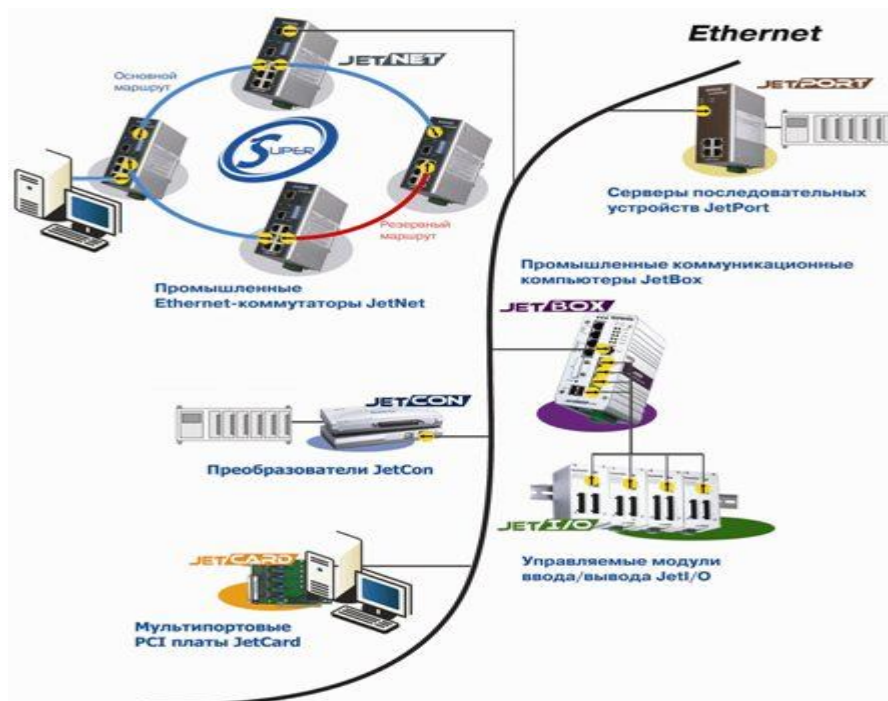 Ethernet
JETNET
Основной
маршрут
SUPER
Резервный
маршрут
Промышленные
Ethernet-коммутаторы JetNet
JETPORT
Серверы последовательных
устройств JetPort
Промышленные коммуникационные
компьютеры JetBox
JETBOX
JETCON
Преобразователи JetCon
JETI/O
Управляемые модули
ввода/вывода JetI/O
JETCARD
Мультипортовые
PCI платы JetCard